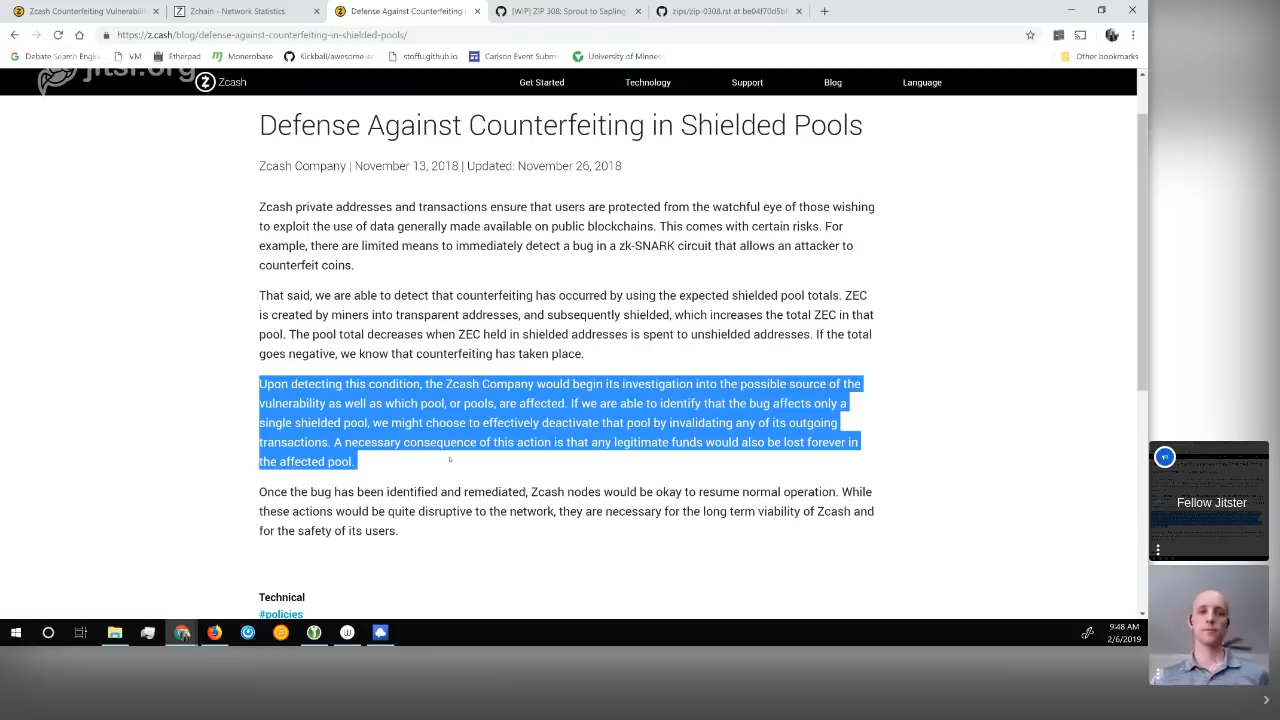 Zcash Counterfeiting Vulnerabili
Zchain - Network Statistics
Defense Against Counterfeiting i
[WIP] ZIP 308: Sprout to Sapling
zips/zip-0308.rst at be04f70d5bf
https://z.cash/blog/defense-against-counterfeiting-in-shielded-pools/
Debate Search Engin
VM
Etherpad
Monerobase
Kickball/awesome-se
stoffu.github.io
Carlson Event Subm
University of Minnes
Other bookmarks
jitsi.org
Zcash
Get Started
Technology
Support
Blog
Language
Defense Against Counterfeiting in Shielded Pools
Zcash Company | November 13, 2018 | Updated: November 26, 2018
Zcash private addresses and transactions ensure that users are protected from the watchful eye of those wishing
to exploit the use of data generally made available on public blockchains. This comes with certain risks. For
example, there are limited means to immediately detect a bug in a zk-SNARK circuit that allows an attacker to
counterfeit coins.
That said, we are able to detect that counterfeiting has occurred by using the expected shielded pool totals. ZEC
is created by miners into transparent addresses, and subsequently shielded, which increases the total ZEC in that
pool. The pool total decreases when ZEC held in shielded addresses is spent to unshielded addresses. If the total
goes negative, we know that counterfeiting has taken place.
Upon detecting this condition, the Zcash Company would begin its investigation into the possible source of the
vulnerability as well as which pool, or pools, are affected. If we are able to identify that the bug affects only a
single shielded pool, we might choose to effectively deactivate that pool by invalidating any of its outgoing
transactions. A necessary consequence of this action is that any legitimate funds would also be lost forever in
the affected pool.
Once the bug has been identified and remediated, Zcash nodes would be okay to resume normal operation. While
these actions would be quite disruptive to the network, they are necessary for the long term viability of Zcash and
for the safety of its users.
Technical
#policies
Fellow Jitster
9:48 AM
2/6/2019